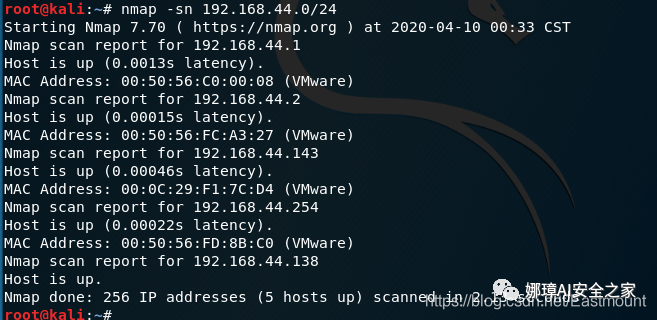 root@kali:~# nmap -sn 192.168.44.0/24
Starting Nmap 7.70 ( https://nmap.org ) at 2020-04-10 00:33 CST
Nmap scan report for 192.168.44.1
Host is up (0.0013s latency).
MAC Address: 00:50:56:C0:00:08 (VMware)
Nmap scan report for 192.168.44.2
Host is up (0.00015s latency).
MAC Address: 00:50:56:FC:A3:27 (VMware)
Nmap scan report for 192.168.44.143
Host is up (0.00046s latency).
MAC Address: 00:0C:29:F1:7C:D4 (VMware)
Nmap scan report for 192.168.44.254
Host is up (0.00022s latency).
MAC Address: 00:50:56:FD:8B:C0 (VMware)
Nmap scan report for 192.168.44.138
Host is up.
娜璋AI安全之家
Nmap done: 256 IP addresses (5 hosts up) scanned in
https://blog.csdn.net/Eastmount
root@kali:~#